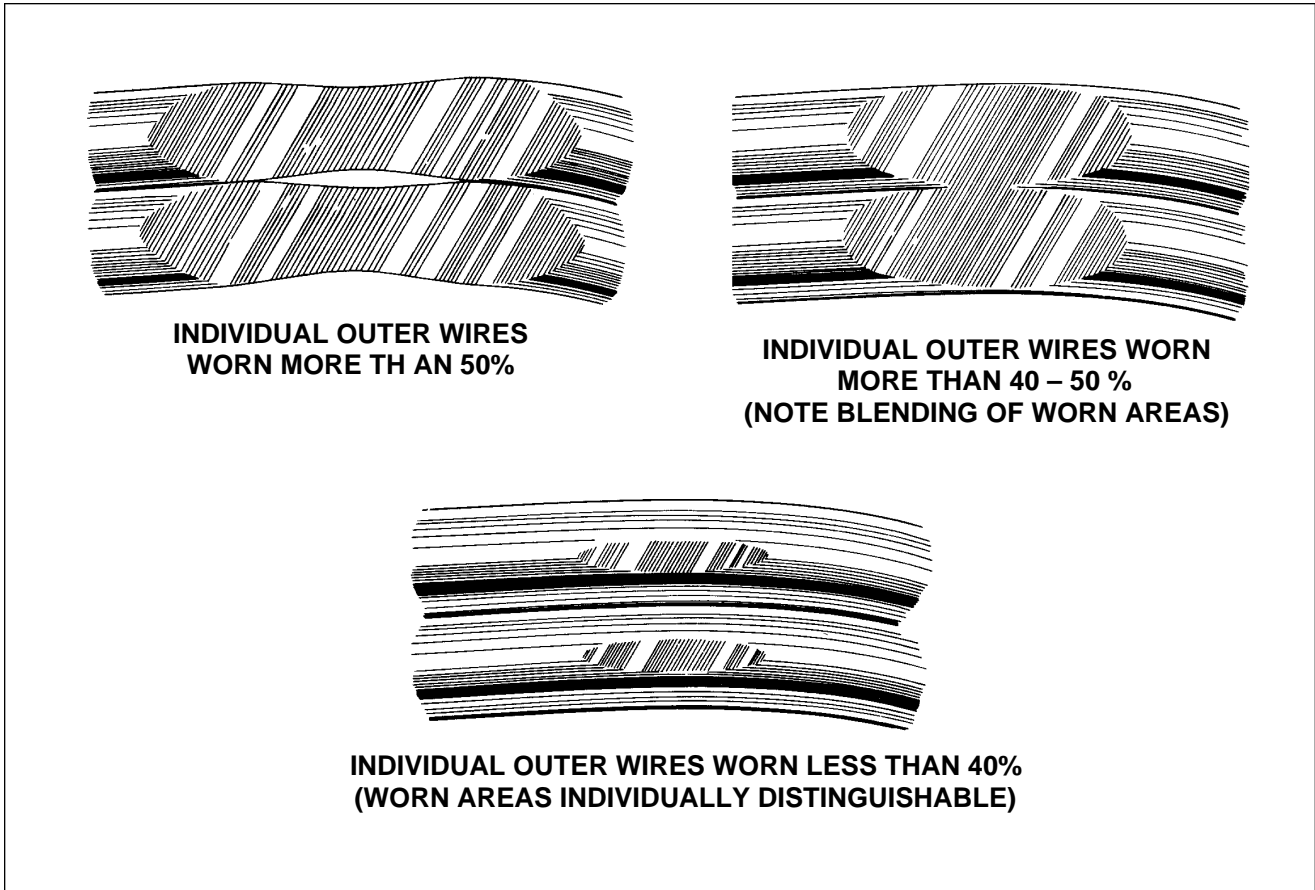 INDIVIDUAL OUTER WIRES
WORN MORE TH AN 50%
INDIVIDUAL OUTER WIRES WORN
MORE THAN 40 – 50 %
(NOTE BLENDING OF WORN AREAS)
INDIVIDUAL OUTER WIRES WORN LESS THAN 40%
(WORN AREAS INDIVIDUALLY DISTINGUISHABLE)